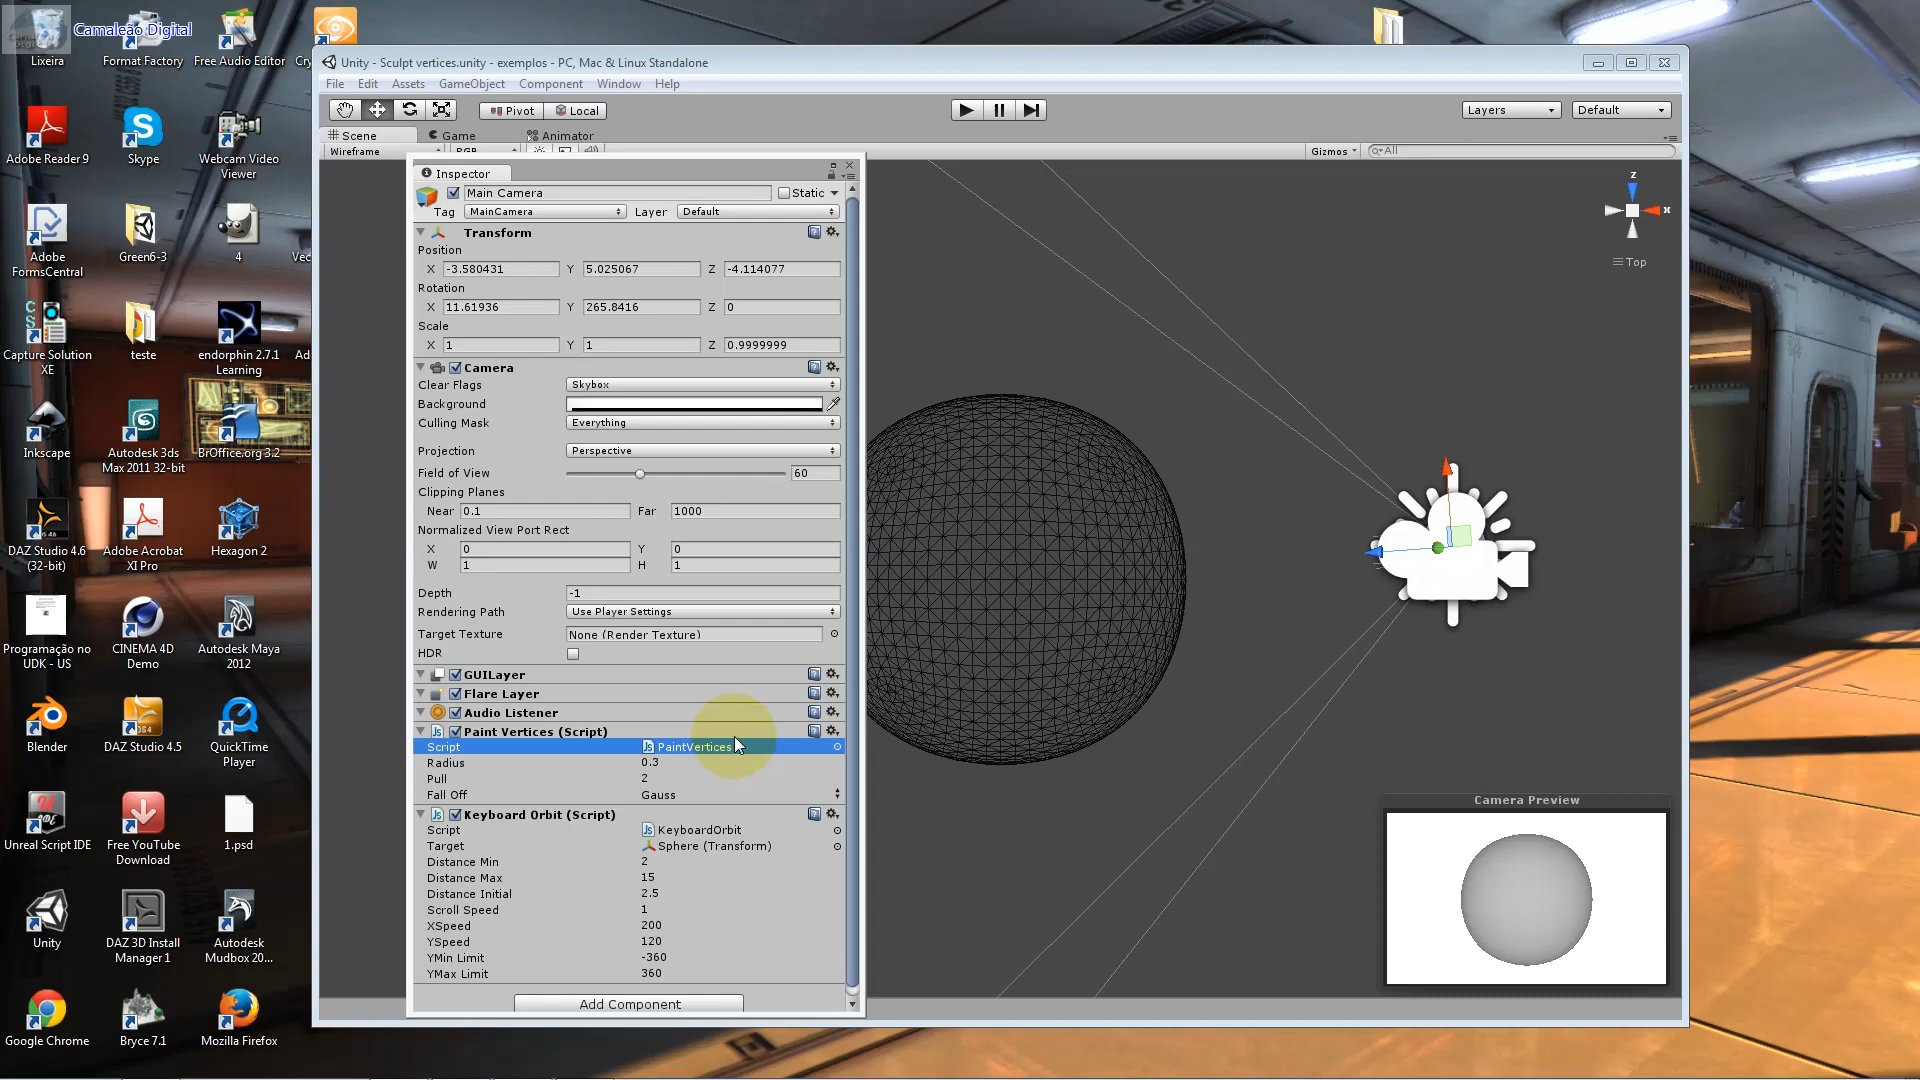 Camaleão Digital
Lixeira
Format Factory
Free Audio Editor
Adobe Reader 9
Skype
Webcam Video
Viewer
Adobe
FormsCentral
Green6-3
4
Capture Solution
XE
teste
endorphin 2.7.1
Learning
Inkscape
Autodesk 3ds
Max 2011 32-bit
BrOffice.org 3.2
DAZ Studio 4.6
(32-bit)
Adobe Acrobat
XI Pro
Hexagon 2
Programação no
UDK - US
CINEMA 4D
Demo
Autodesk Maya
2012
Blender
DAZ Studio 4.5
QuickTime
Player
Unreal Script IDE
Free YouTube
Download
1.psd
Unity
DAZ 3D Install
Manager 1
Autodesk
Mudbox 20...
Google Chrome
Bryce 7.1
Mozilla Firefox
Unity - Sculpt vertices.unity - exemplos - PC, Mac & Linux Standalone
File Edit Assets GameObject Component Window Help
Pivot Local
Layers Default
Scene Game Animator
Wireframe RGB
Gizmos All
Inspector
Main Camera Static
Tag MainCamera Layer Default
Transform
Position
X -3.580431 Y 5.025067 Z -4.114077
Rotation
X 11.61936 Y 265.8416 Z 0
Scale
X 1 Y 1 Z 0.9999999
Camera
Clear Flags Skybox
Background
Culling Mask Everything
Projection Perspective
Field of View 60
Clipping Planes
Near 0.1 Far 1000
Normalized View Port Rect
X 0 Y 0
W 1 H 1
Depth -1
Rendering Path Use Player Settings
Target Texture None (Render Texture)
HDR
GUILayer
Flare Layer
Audio Listener
Paint Vertices (Script)
Script PaintVertices
Radius 0.3
Pull 2
Fall Off Gauss
Keyboard Orbit (Script)
Script KeyboardOrbit
Target Sphere (Transform)
Distance Min 2
Distance Max 15
Distance Initial 2.5
Scroll Speed 1
XSpeed 200
YSpeed 120
YMin Limit -360
YMax Limit 360
Add Component
z
x
Top
Camera Preview